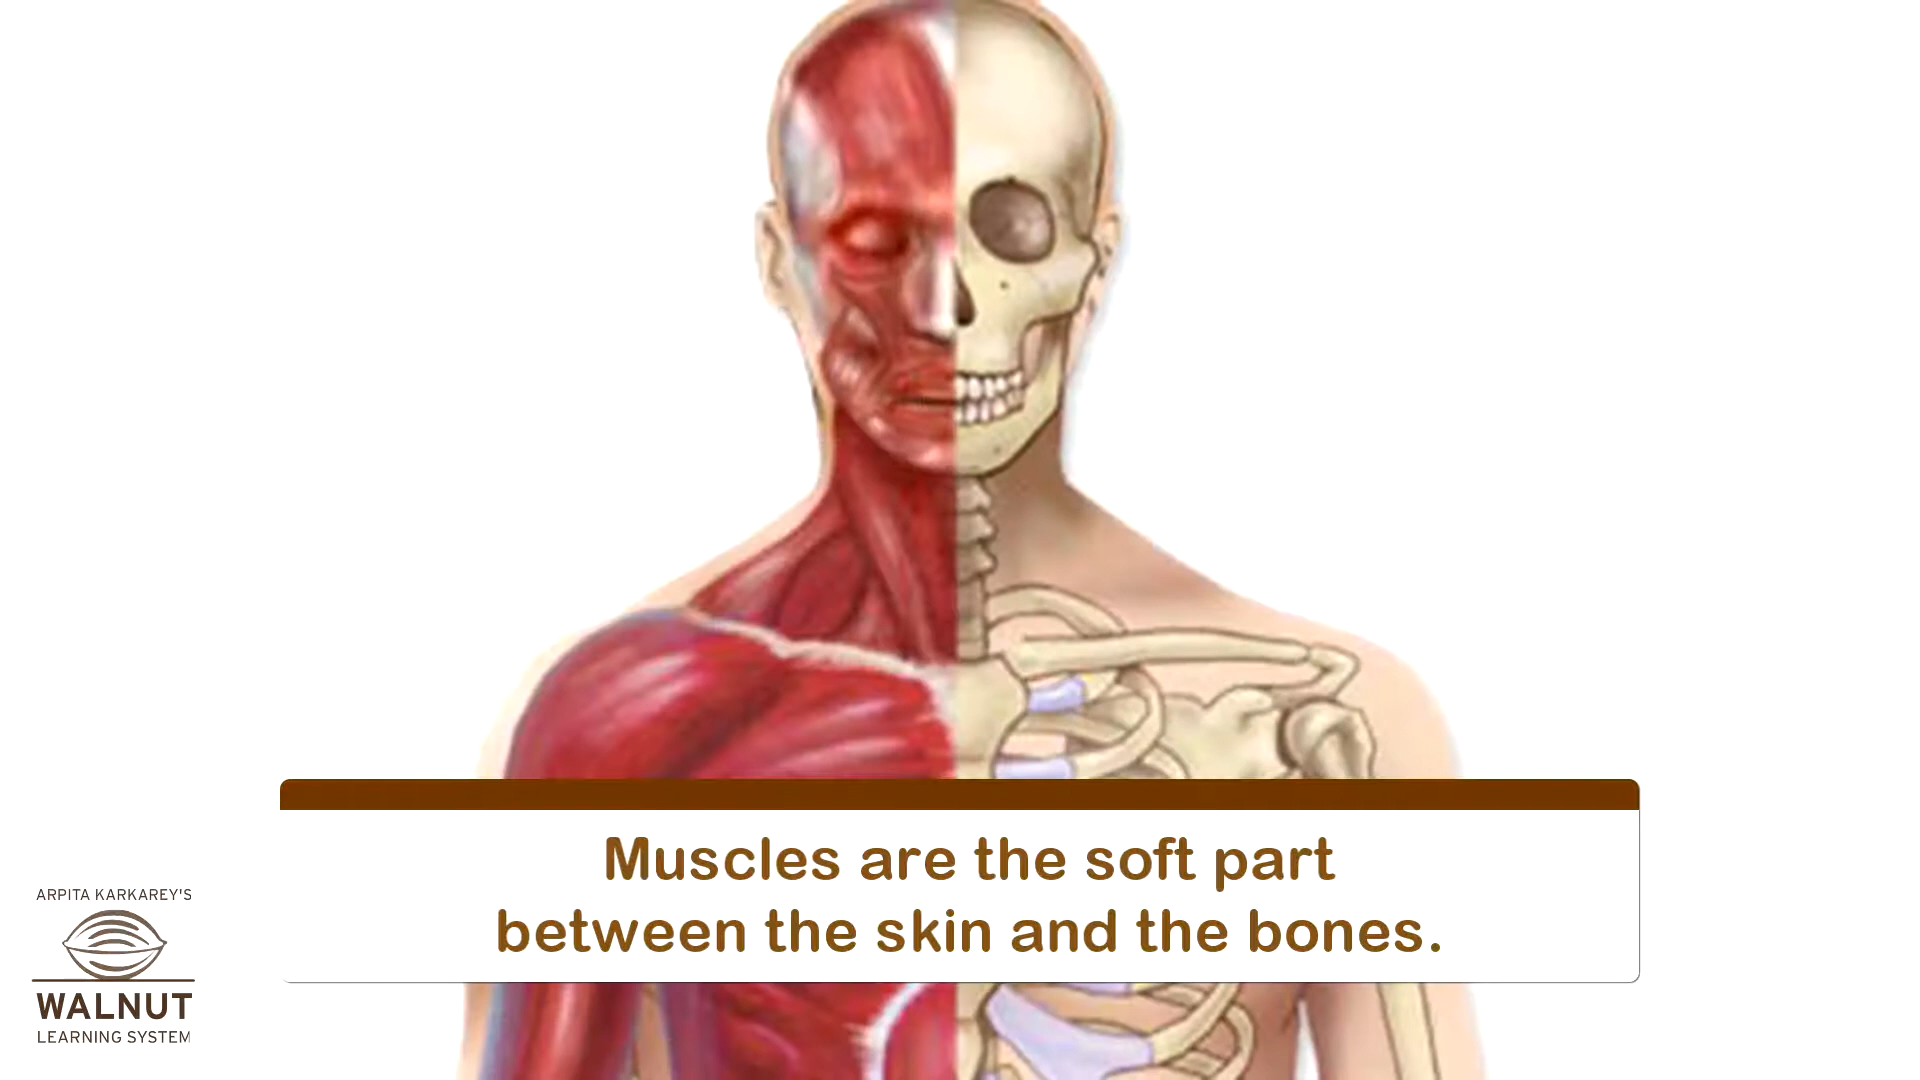 Muscles are the soft part
between the skin and the bones.
ARPITA KARKAREY'S
WALNUT
LEARNING SYSTEM